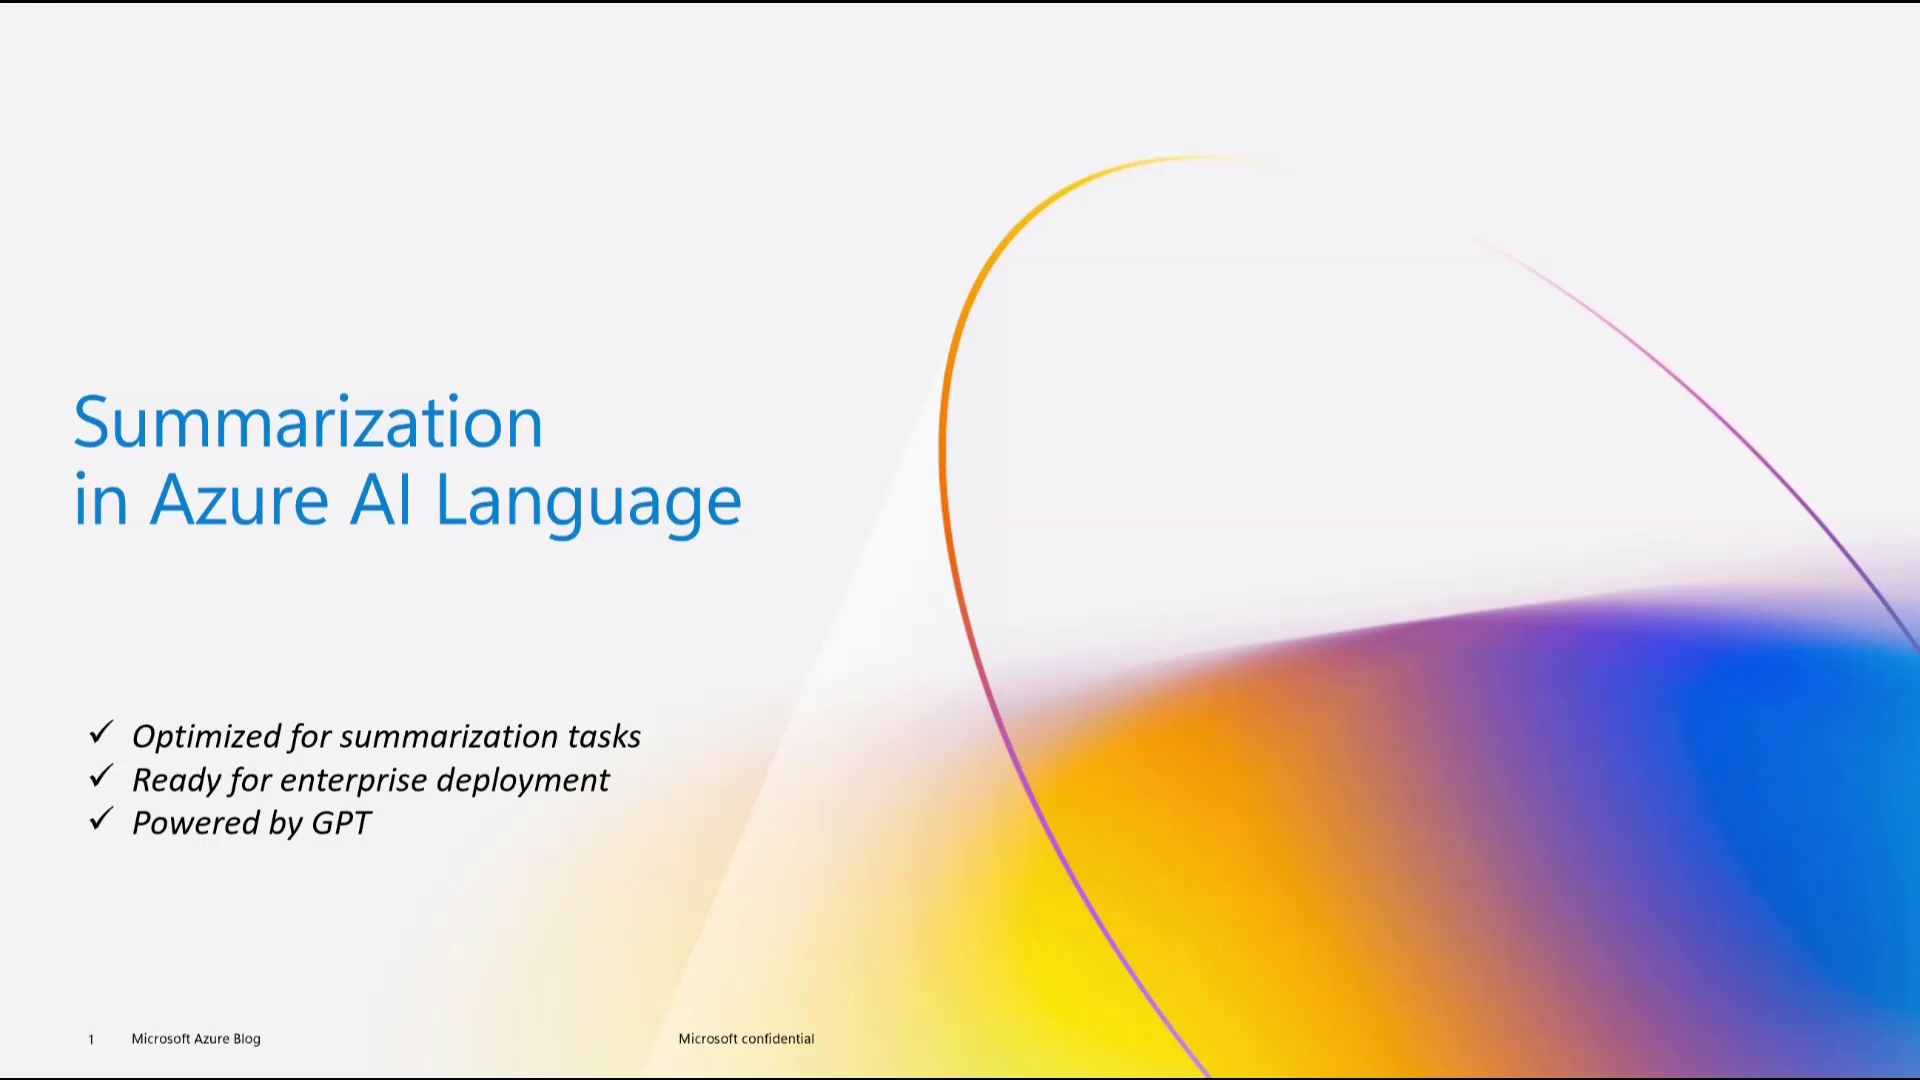 Summarization
in Azure AI Language
✓ Optimized for summarization tasks
✓ Ready for enterprise deployment
✓ Powered by GPT
1 Microsoft Azure Blog Microsoft confidential